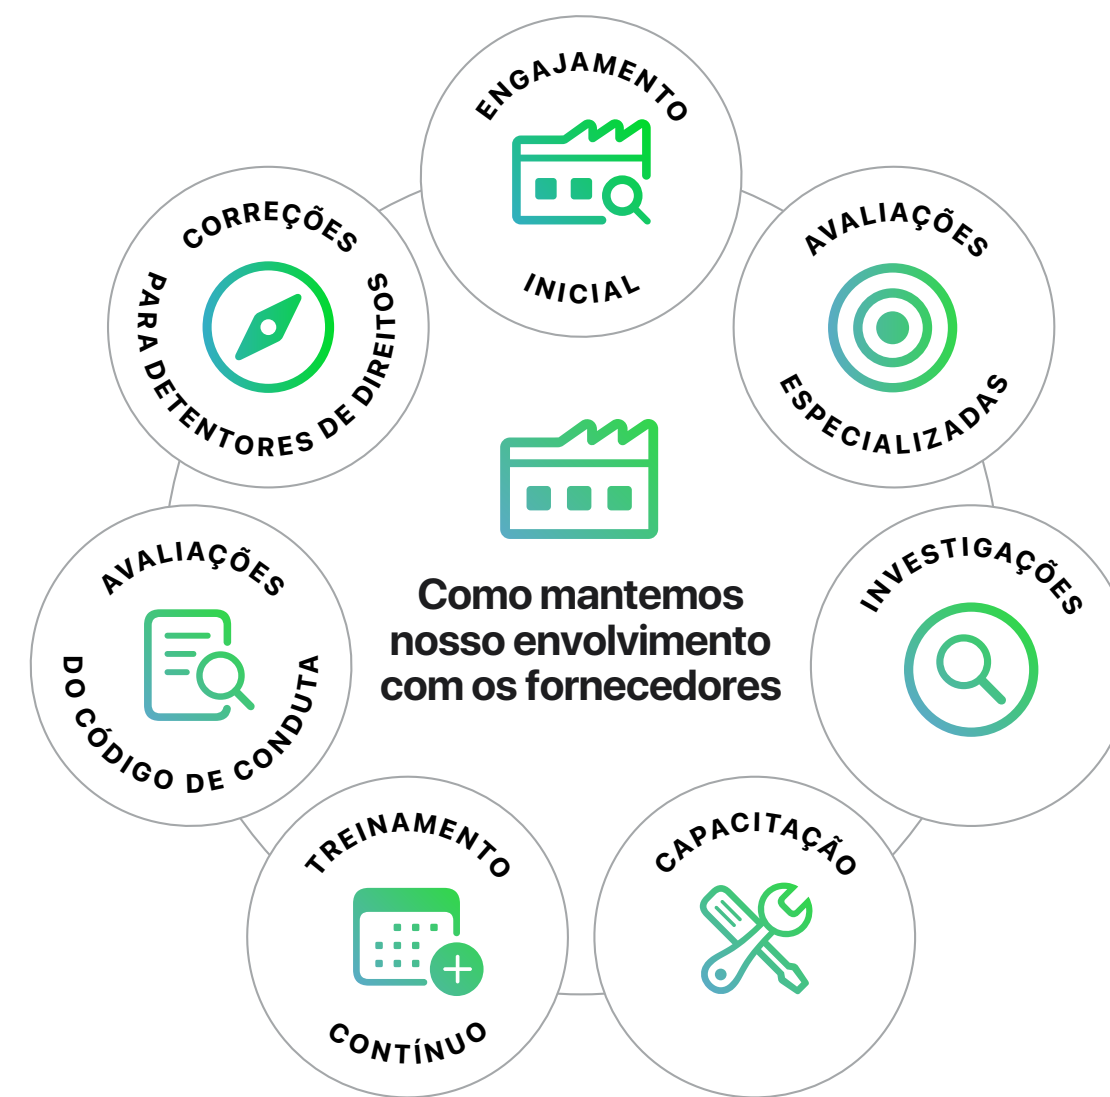 ENGAJAMENTO
INICIAL
AVALIAÇÕES
ESPECIALIZADAS
INVESTIGAÇÕES
CAPACITAÇÃO
TREINAMENTO
CONTÍNUO
AVALIAÇÕES
DO CÓDIGO DE CONDUTA
CORREÇÕES
PARA DETENTORES DE DIREITOS
Como mantemos
nosso envolvimento
com os fornecedores